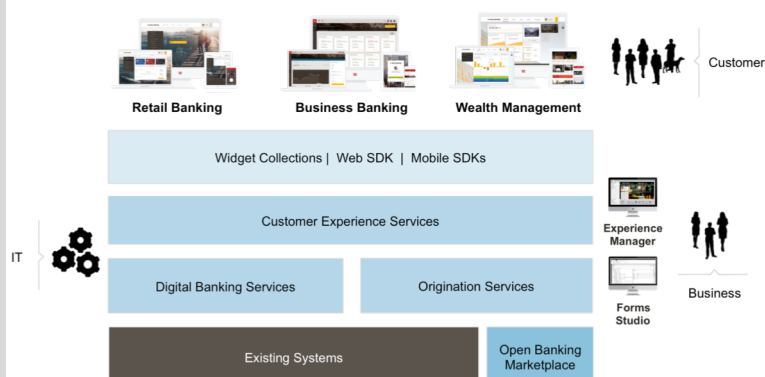 Customer
Retail Banking
Business Banking
Wealth Management
Widget Collections | Web SDK | Mobile SDKs
Customer Experience Services
Experience
Manager
IT
Digital Banking Services
Origination Services
Business
Forms
Studio
Existing Systems
Open Banking
Marketplace